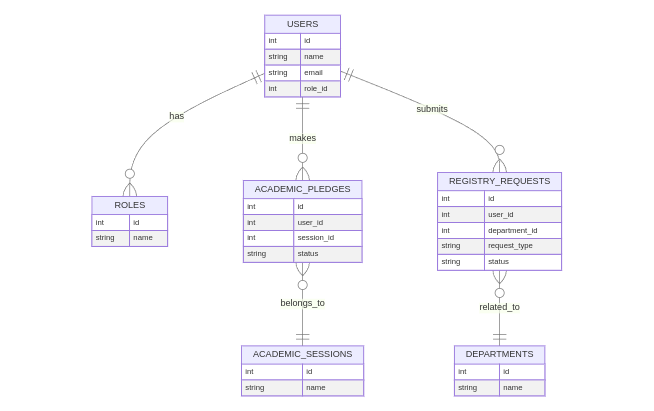 USERS
int id
string name
string email
int role_id
has
makes
submits
ROLES
int id
string name
ACADEMIC_PLEDGES
int id
int user_id
int session_id
string status
REGISTRY_REQUESTS
int id
int user_id
int department_id
string request_type
string status
belongs_to
related_to
ACADEMIC_SESSIONS
int id
string name
DEPARTMENTS
int id
string name